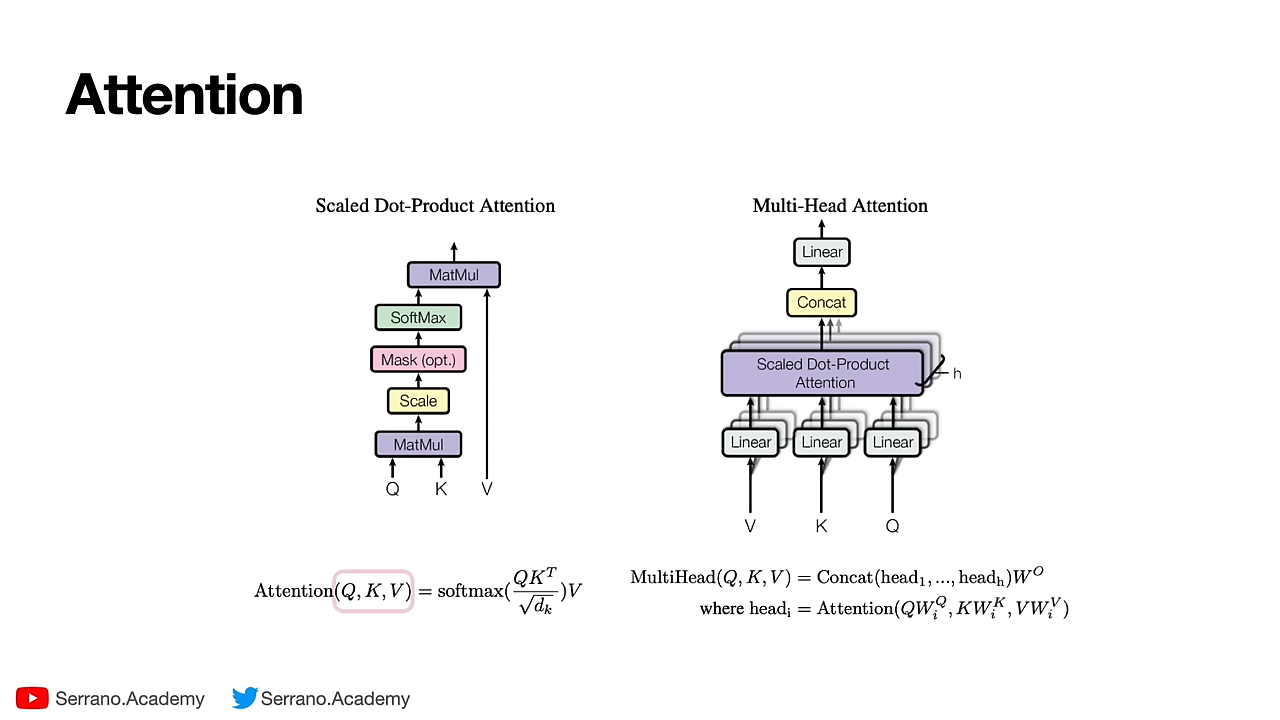 Attention
Scaled Dot-Product Attention
MatMul
SoftMax
Mask (opt.)
Scale
MatMul
Q K V
Attention(Q, K, V) = softmax(QK^T/√d_k)V
Multi-Head Attention
Linear
Concat
Scaled Dot-Product
Attention
h
Linear Linear Linear
V K Q
MultiHead(Q, K, V) = Concat(head_1, ..., head_h)W^O
where head_i = Attention(QW_i^Q, KW_i^K, VW_i^V)
Serrano.Academy Serrano.Academy